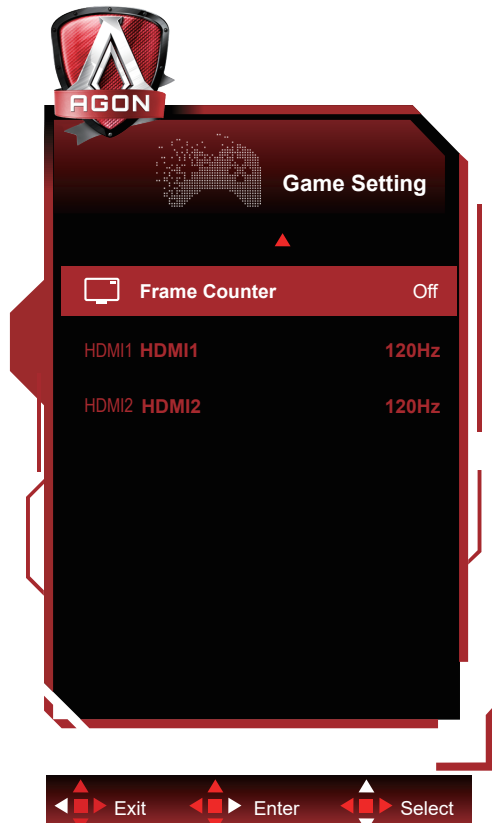 AGON
Game Setting
Frame Counter Off
HDMI1 HDMI1 120Hz
HDMI2 HDMI2 120Hz
Exit Enter Select